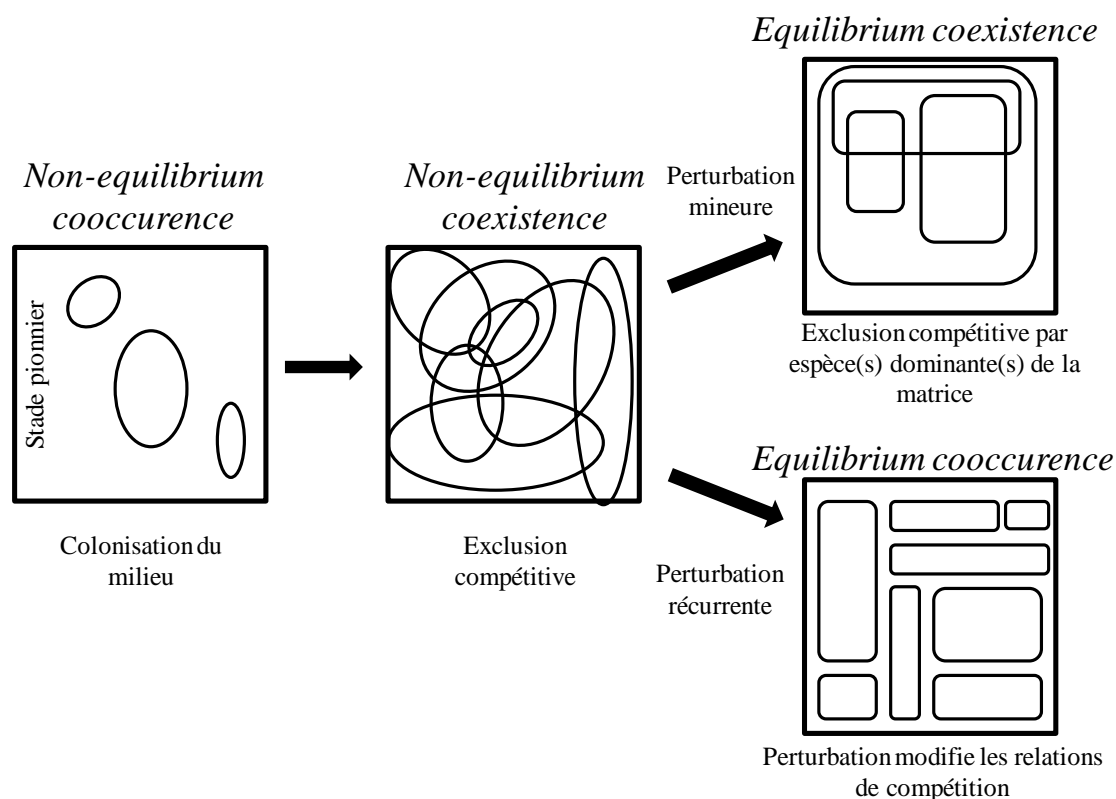 Non-equilibrium
cooccurence
Stade pionnier
Colonisation du
milieu
Non-equilibrium
coexistence
Exclusion
compétitive
Perturbation
mineure
Equilibrium coexistence
Exclusion compétitive par
espèce(s) dominante(s) de la
matrice
Perturbation
récurrente
Equilibrium cooccurence
Perturbation modifie les relations
de compétition